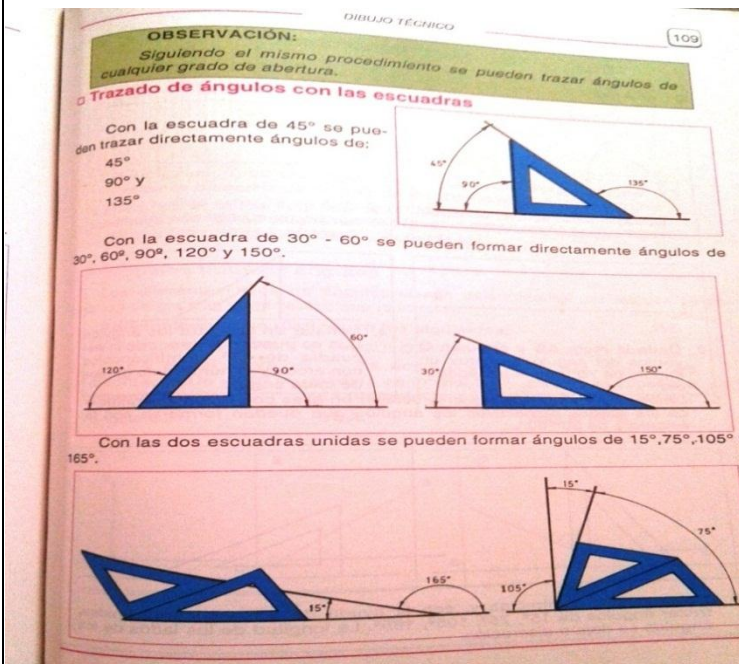 DIBUJO TÉCNICO
109
OBSERVACIÓN:
Siguiendo el mismo procedimiento se pueden trazar ángulos de
cualquier grado de abertura.
Trazado de ángulos con las escuadras
Con la escuadra de 45° se pue-
den trazar directamente ángulos de:
45°
90° y
135°
45°
90°
135°
Con la escuadra de 30° - 60° se pueden formar directamente ángulos de
30°, 60º, 90º, 120° y 150°.
120°
90°
60°
30°
150°
Con las dos escuadras unidas se pueden formar ángulos de 15°,75°,105°
165°.
15°
165°
105°
15°
75°